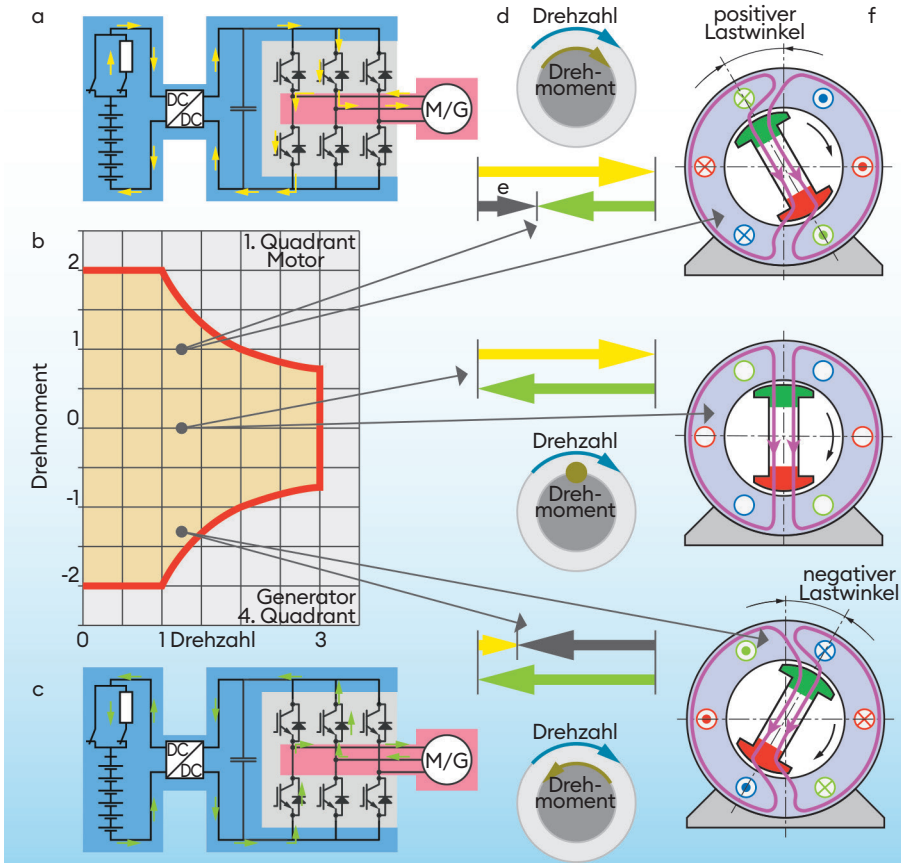 a
DC
DC
M/G
d
Drehzahl
Dreh-
moment
e
positiver
Lastwinkel
f
b
Drehmoment
2
1
0
-1
-2
1. Quadrant
Motor
Generator
4. Quadrant
0
1
Drehzahl
3
Drehzahl
Dreh-
moment
negativer
Lastwinkel
c
DC
DC
M/G
Drehzahl
Dreh-
moment